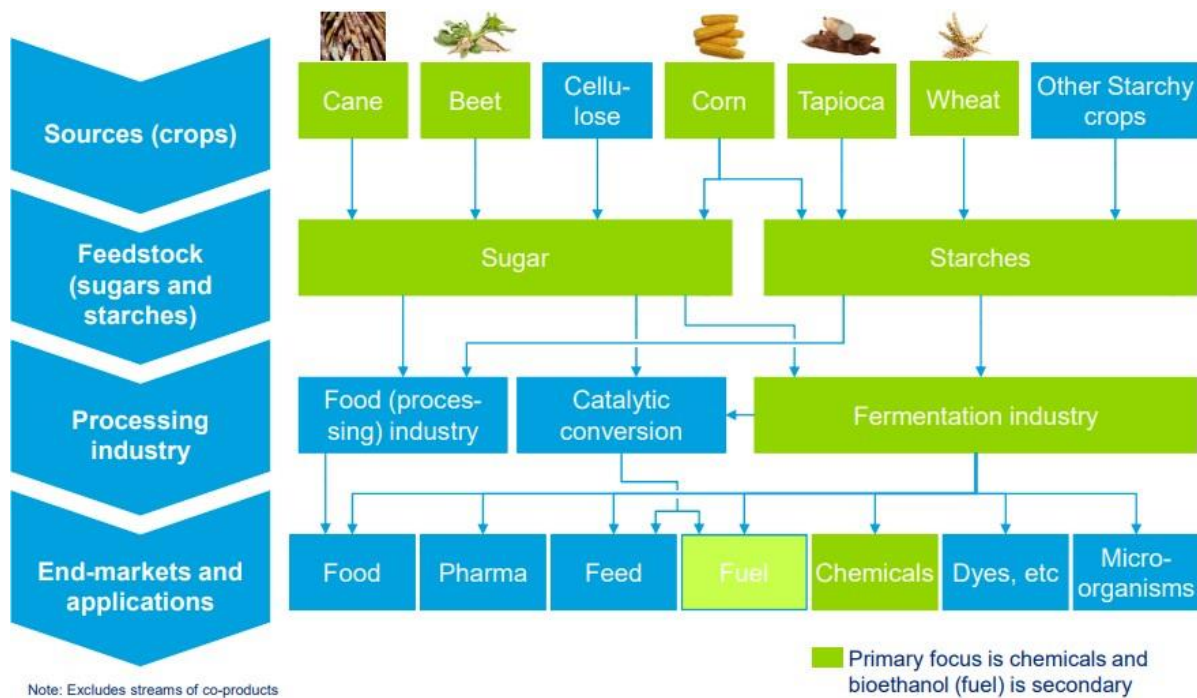 Sources (crops)
Cane
Beet
Cellu-
lose
Corn
Tapioca
Wheat
Other Starchy
crops
Feedstock
(sugars and
starches)
Sugar
Starches
Processing
industry
Food (proces-
sing) industry
Catalytic
conversion
Fermentation industry
End-markets and
applications
Food
Pharma
Feed
Fuel
Chemicals
Dyes, etc
Micro-
organisms
Note: Excludes streams of co-products
Primary focus is chemicals and
bioethanol (fuel) is secondary